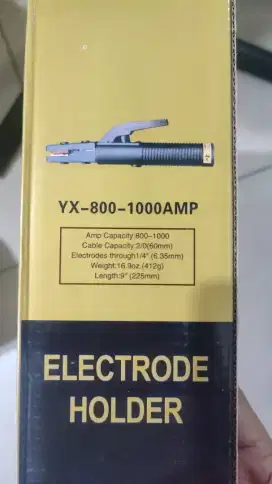 YX-800-1000AMP
Amp Capacity:800-1000
Cable Capacity:2/0(60mm)
Electrodes through1/4" (6.35mm)
Weight:16.9oz.(412g)
Length:9" (225mm)
ELECTRODE
HOLDER